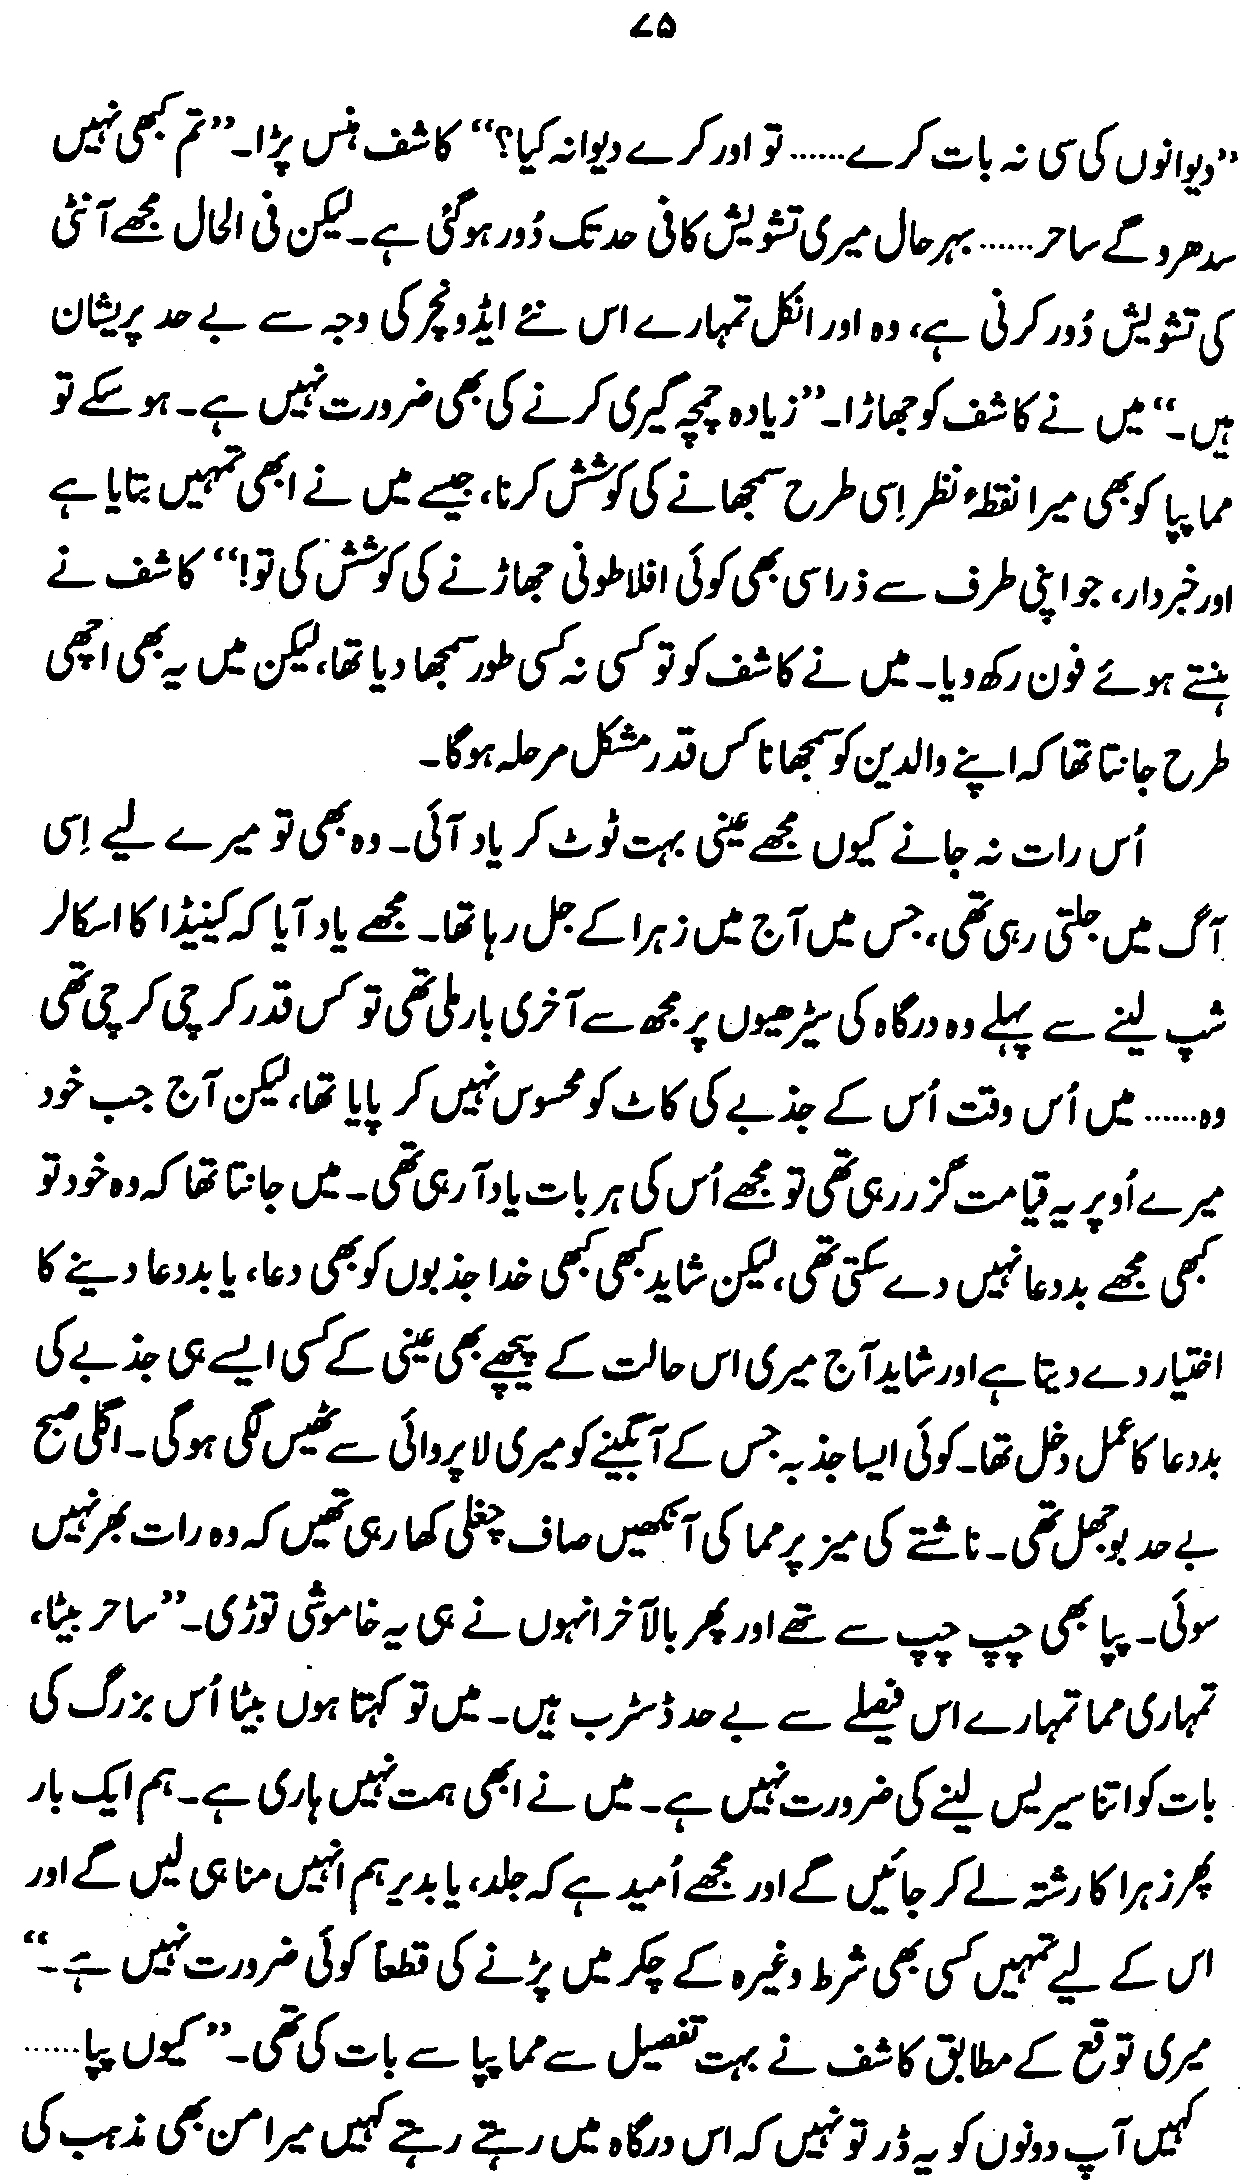 ۷۵
”دیوانوں کی سی نہ بات کرے...... تو اور کرے دیوانہ کیا؟“ کاشف ہنس پڑا۔ ”تم کبھی نہیں
سدھرو گے ساحر...... بہرحال میری تشویش کافی حد تک دُور ہوگئی ہے۔ لیکن فی الحال مجھے آنٹی
کی تشویش دُور کرنی ہے، وہ اور انکل تمہارے اس نئے ایڈونچر کی وجہ سے بے حد پریشان
ہیں۔“ میں نے کاشف کو جھاڑا۔ ”زیادہ چمچہ گیری کرنے کی بھی ضرورت نہیں ہے۔ ہو سکے تو
مما پپا کو بھی میرا نقطۂ نظر اِسی طرح سمجھانے کی کوشش کرنا، جیسے میں نے ابھی تمہیں بتایا ہے
اور خبردار، جو اپنی طرف سے ذرا سی بھی کوئی افلاطونی جھاڑنے کی کوشش کی تو!“ کاشف نے
ہنستے ہوئے فون رکھ دیا۔ میں نے کاشف کو تو کسی نہ کسی طور سمجھا دیا تھا، لیکن میں یہ بھی اچھی
طرح جانتا تھا کہ اپنے والدین کو سمجھانا کس قدر مشکل مرحلہ ہوگا۔
اُس رات نہ جانے کیوں مجھے عینی بہت ٹوٹ کر یاد آئی۔ وہ بھی تو میرے لیے اِسی
آگ میں جلتی رہی تھی، جس میں آج میں زہرا کے جل رہا تھا۔ مجھے یاد آیا کہ کینیڈا کا اسکالر
شپ لینے سے پہلے وہ درگاہ کی سیڑھیوں پر مجھ سے آخری بار ملی تھی تو کس قدر کرچی کرچی تھی
وہ...... میں اُس وقت اُس کے جذبے کی کاٹ کو محسوس نہیں کر پایا تھا، لیکن آج جب خود
میرے اُوپر یہ قیامت گزر رہی تھی تو مجھے اُس کی ہر بات یاد آ رہی تھی۔ میں جانتا تھا کہ وہ خود تو
کبھی مجھے بددعا نہیں دے سکتی تھی، لیکن شاید کبھی کبھی خدا جذبوں کو بھی دعا، یا بددعا دینے کا
اختیار دے دیتا ہے اور شاید آج میری اس حالت کے پیچھے بھی عینی کے کسی ایسے ہی جذبے کی
بددعا کا عمل دخل تھا۔ کوئی ایسا جذبہ جس کے آبگینے کو میری لاپروائی سے ٹھیس لگی ہوگی۔ اگلی صبح
بے حد بوجھل تھی۔ ناشتے کی میز پر مما کی آنکھیں صاف چغلی کھا رہی تھیں کہ وہ رات بھر نہیں
سوئی۔ پپا بھی چپ چپ سے تھے اور پھر بالآخر انہوں نے ہی یہ خاموشی توڑی۔ ”ساحر بیٹا،
تمہاری مما تمہارے اس فیصلے سے بے حد ڈسٹرب ہیں۔ میں تو کہتا ہوں بیٹا اُس بزرگ کی
بات کو اتنا سیریس لینے کی ضرورت نہیں ہے۔ میں نے ابھی ہمت نہیں ہاری ہے۔ ہم ایک بار
پھر زہرا کا رشتہ لے کر جائیں گے اور مجھے اُمید ہے کہ جلد، یا بدیر ہم انہیں منا ہی لیں گے اور
اس کے لیے تمہیں کسی بھی شرط وغیرہ کے چکر میں پڑنے کی قطعاً کوئی ضرورت نہیں ہے۔“
میری توقع کے مطابق کاشف نے بہت تفصیل سے مما پپا سے بات کی تھی۔ ”کیوں پپا......
کہیں آپ دونوں کو یہ ڈر تو نہیں کہ اس درگاہ میں رہتے رہتے کہیں میرا من بھی مذہب کی